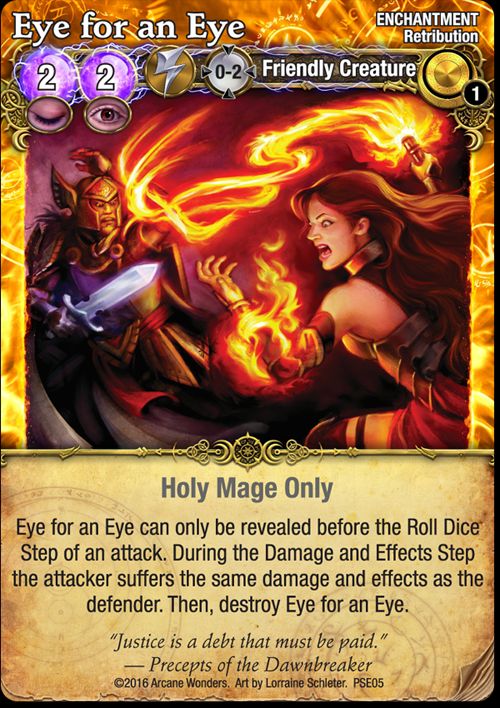 Eye for an Eye
ENCHANTMENT
Retribution
2 2 0-2 Friendly Creature
1
Holy Mage Only
Eye for an Eye can only be revealed before the Roll Dice
Step of an attack. During the Damage and Effects Step
the attacker suffers the same damage and effects as the
defender. Then, destroy Eye for an Eye.
"Justice is a debt that must be paid."
— Precepts of the Dawnbreaker
©2016 Arcane Wonders. Art by Lorraine Schleter. PSE05